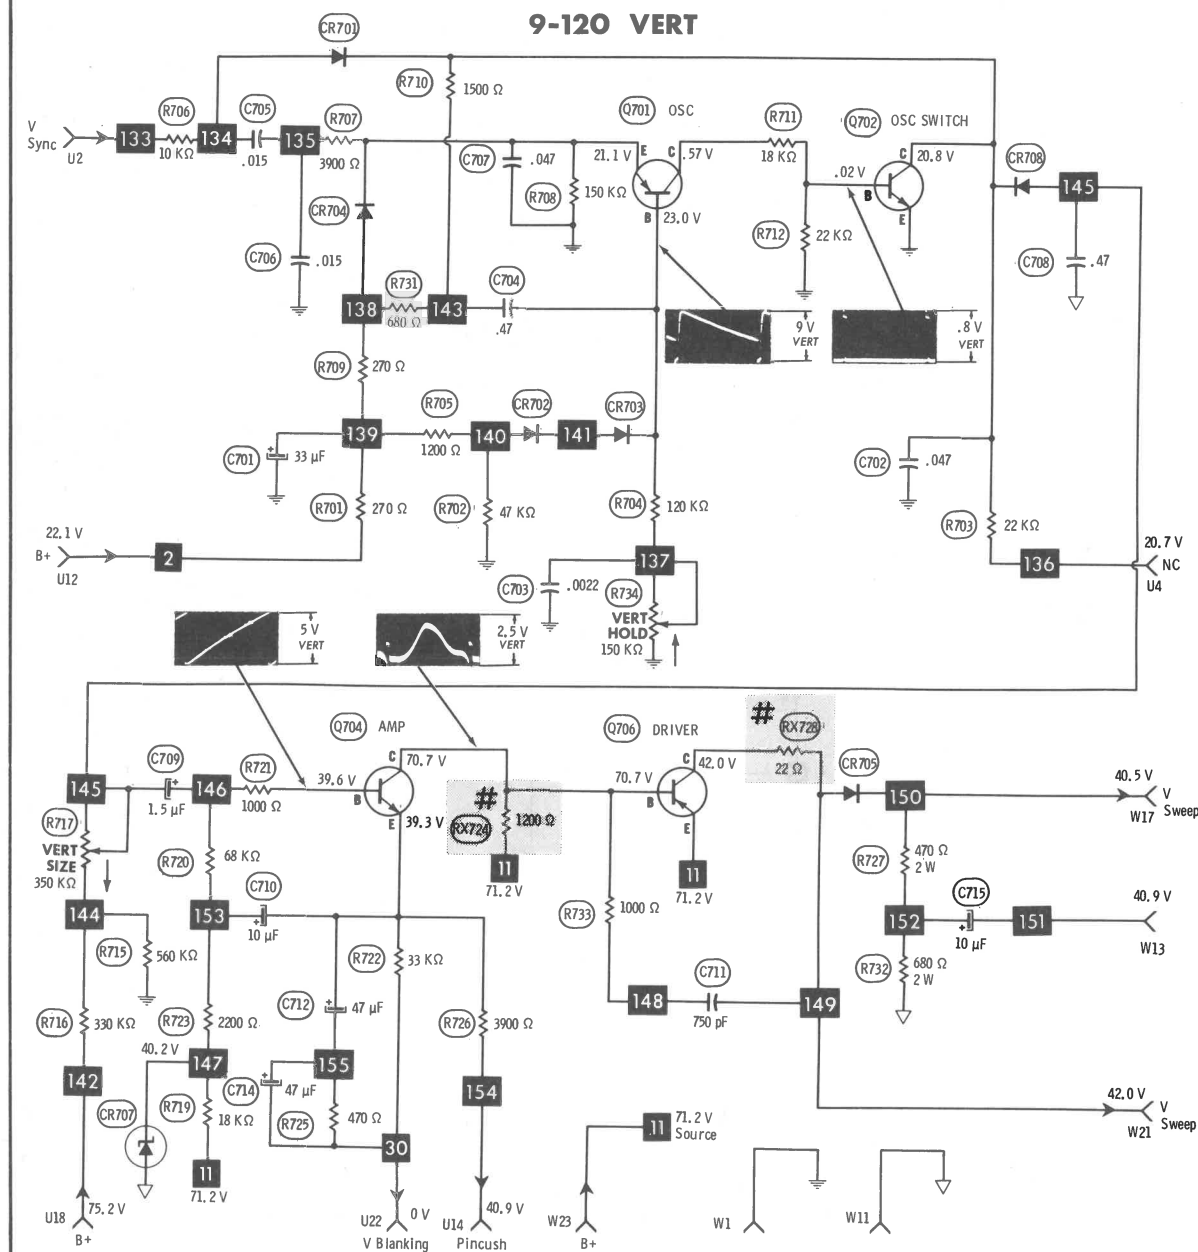 9-120 VERT
CR701
R710
1500 Ω
V
Sync
U2
133
R706
10 KΩ
134
C705
.015
135
R707
3900 Ω
C707
.047
R708
150 KΩ
Q701 OSC
21.1 V
E
C
.57 V
B
23.0 V
R711
18 KΩ
Q702 OSC SWITCH
C
20.8 V
.02 V
B
E
CR708
145
CR704
C706
.015
R712
22 KΩ
C708
.47
138
R731
680 Ω
143
C704
.47
9 V
VERT
.8 V
VERT
R709
270 Ω
139
R705
1200 Ω
140
CR702
141
CR703
C701
+
33 µF
R701
270 Ω
R702
47 KΩ
R704
120 KΩ
C702
.047
R703
22 KΩ
22.1 V
B+
U12
2
137
C703
.0022
R734
VERT
HOLD
150 KΩ
136
20.7 V
NC
U4
5 V
VERT
2.5 V
VERT
Q704 AMP
C
70.7 V
39.6 V
B
E
39.3 V
Q706 DRIVER
C
42.0 V
70.7 V
B
E
#
RX728
22 Ω
CR705
150
40.5 V
V
Sweep
W17
145
C709
+
1.5 µF
146
R721
1000 Ω
#
RX724
1200 Ω
11
71.2 V
11
71.2 V
R717
VERT
SIZE
350 KΩ
R720
68 KΩ
R727
470 Ω
2 W
144
153
C710
+
10 µF
R733
1000 Ω
152
C715
+
10 µF
151
40.9 V
W13
R715
560 KΩ
R722
33 KΩ
R732
680 Ω
2 W
R716
330 KΩ
R723
2200 Ω
C712
+
47 µF
R726
3900 Ω
148
C711
750 pF
149
40.2 V
147
155
142
C714
+
47 µF
154
CR707
R719
18 KΩ
R725
470 Ω
30
11
71.2 V
11
71.2 V
Source
42.0 V
V
Sweep
W21
75.2 V
U18
B+
U22
0 V
V Blanking
U14
40.9 V
Pincush
W23
B+
W1
W11